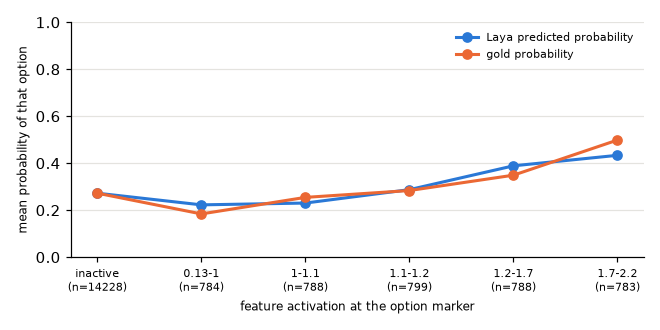 Laya predicted probability
gold probability
mean probability of that option
1.0
0.8
0.6
0.4
0.2
0.0
inactive 0.13-1 1-1.1 1.1-1.2 1.2-1.7 1.7-2.2
(n=14228) (n=784) (n=788) (n=799) (n=788) (n=783)
feature activation at the option marker